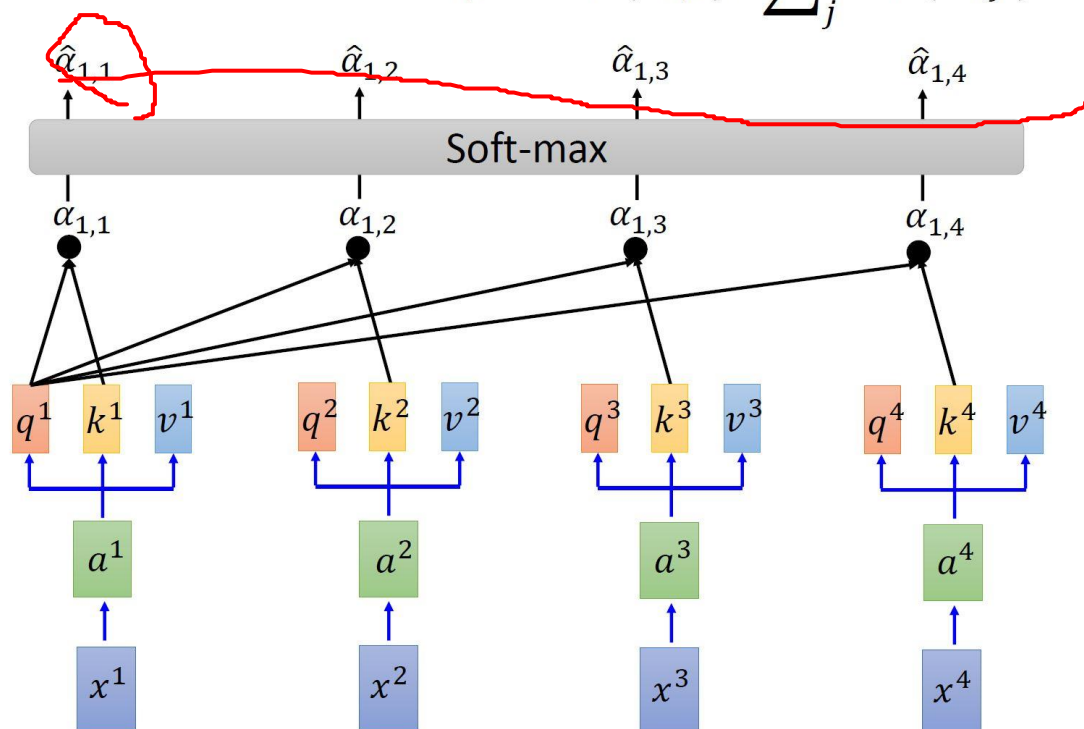 ∑_j
α̂₁,₁ α̂₁,₂ α̂₁,₃ α̂₁,₄
Soft-max
α₁,₁ α₁,₂ α₁,₃ α₁,₄
q¹ k¹ v¹ q² k² v² q³ k³ v³ q⁴ k⁴ v⁴
a¹ a² a³ a⁴
x¹ x² x³ x⁴